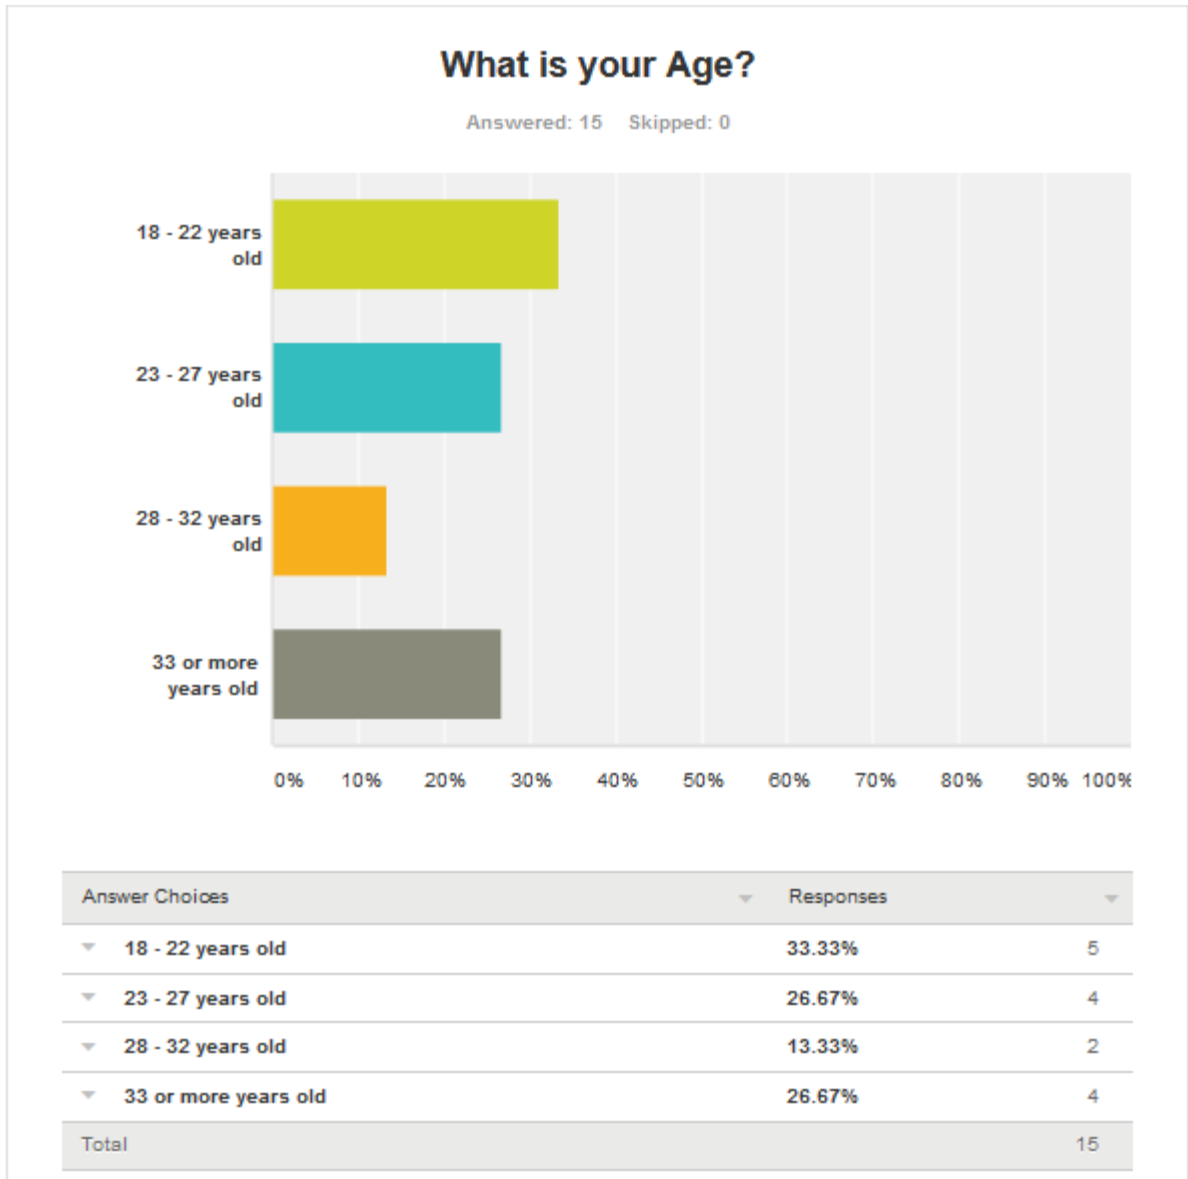 What is your Age?
Answered: 15 Skipped: 0
18 - 22 years
old
23 - 27 years
old
28 - 32 years
old
33 or more
years old
0% 10% 20% 30% 40% 50% 60% 70% 80% 90% 100%
Answer Choices Responses
18 - 22 years old 33.33% 5
23 - 27 years old 26.67% 4
28 - 32 years old 13.33% 2
33 or more years old 26.67% 4
Total 15